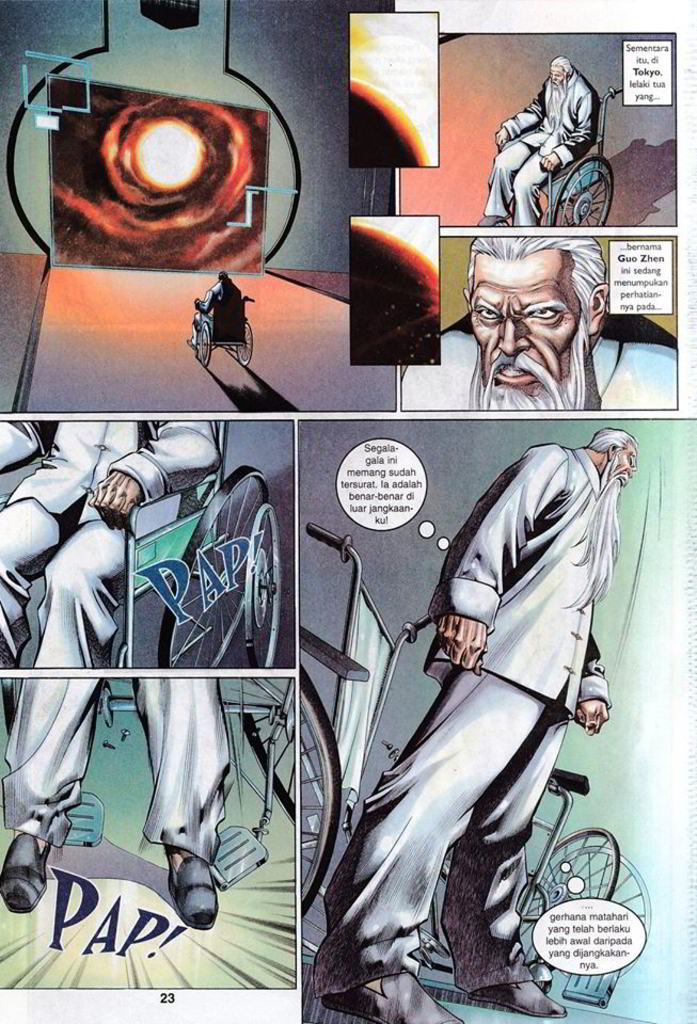 Sementara
itu, di
Tokyo,
lelaki tua
yang...
...bernama
Guo Zhen
ini sedang
menumpukan
perhatian-
nya pada...
PAP!
PAP!
Segala-
gala ini
memang sudah
tersurat. Ia adalah
benar-benar di
luar jangkaan-
ku!
....
gerhana matahari
yang telah berlaku
lebih awal daripada
yang dijangkakan-
nya.
23